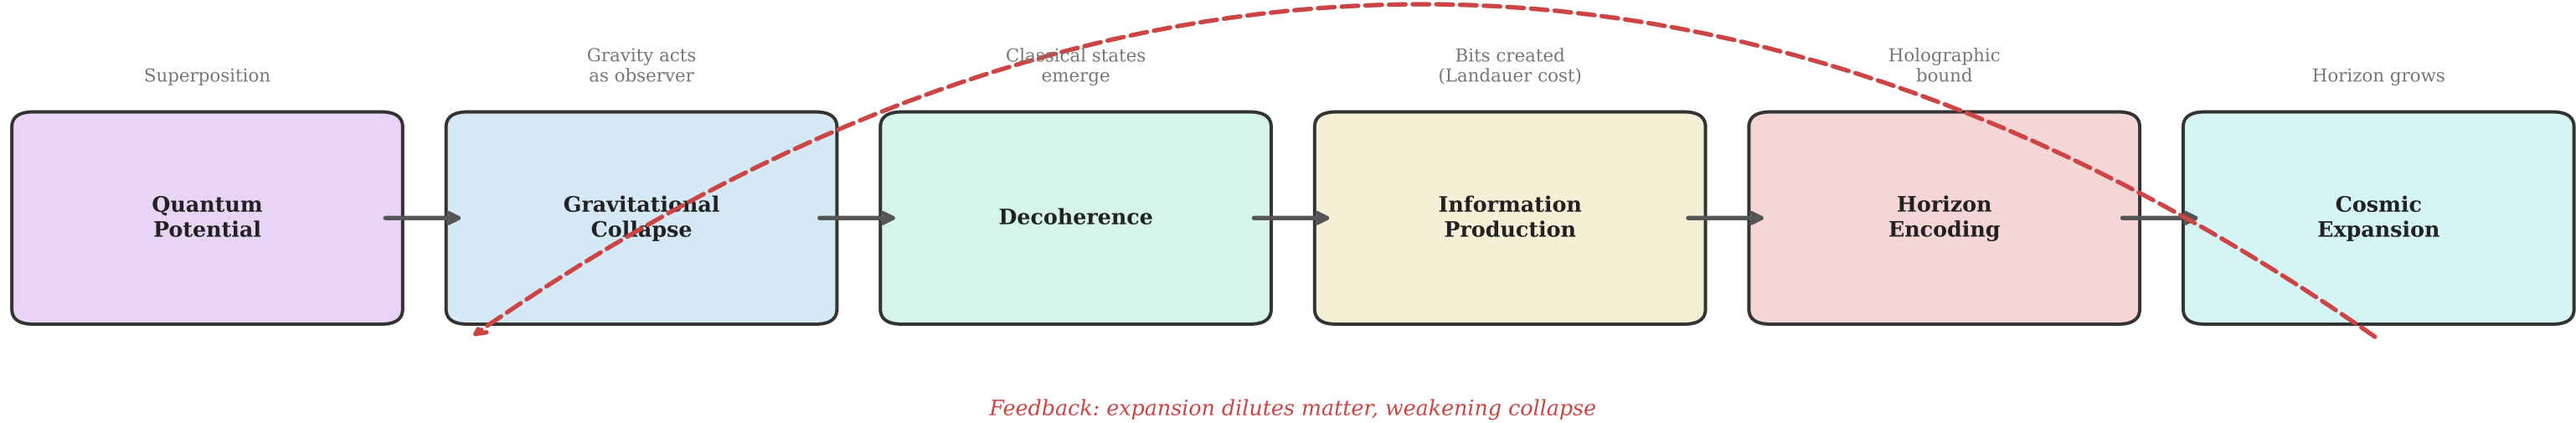 Superposition
Gravity acts
as observer
Classical states
emerge
Bits created
(Landauer cost)
Holographic
bound
Horizon grows
Quantum
Potential
Gravitational
Collapse
Decoherence
Information
Production
Horizon
Encoding
Cosmic
Expansion
Feedback: expansion dilutes matter, weakening collapse